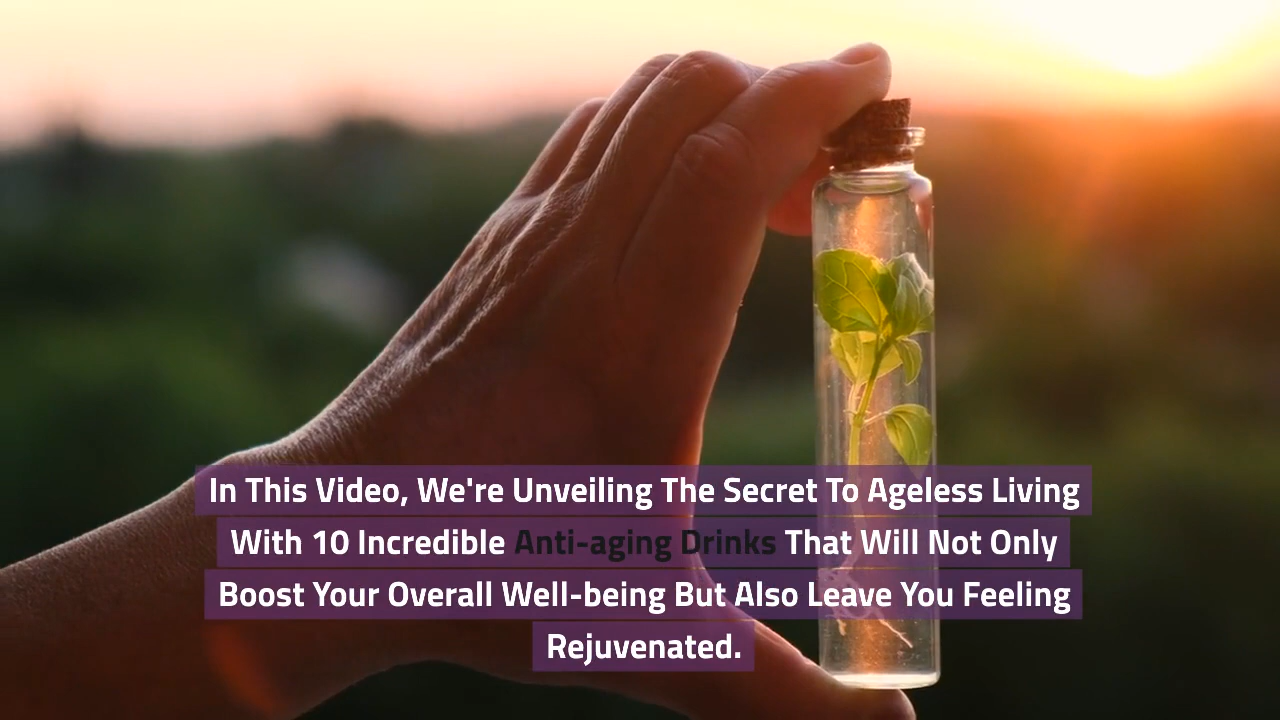 In This Video, We're Unveiling The Secret To Ageless Living
With 10 Incredible Anti-aging Drinks That Will Not Only
Boost Your Overall Well-being But Also Leave You Feeling
Rejuvenated.